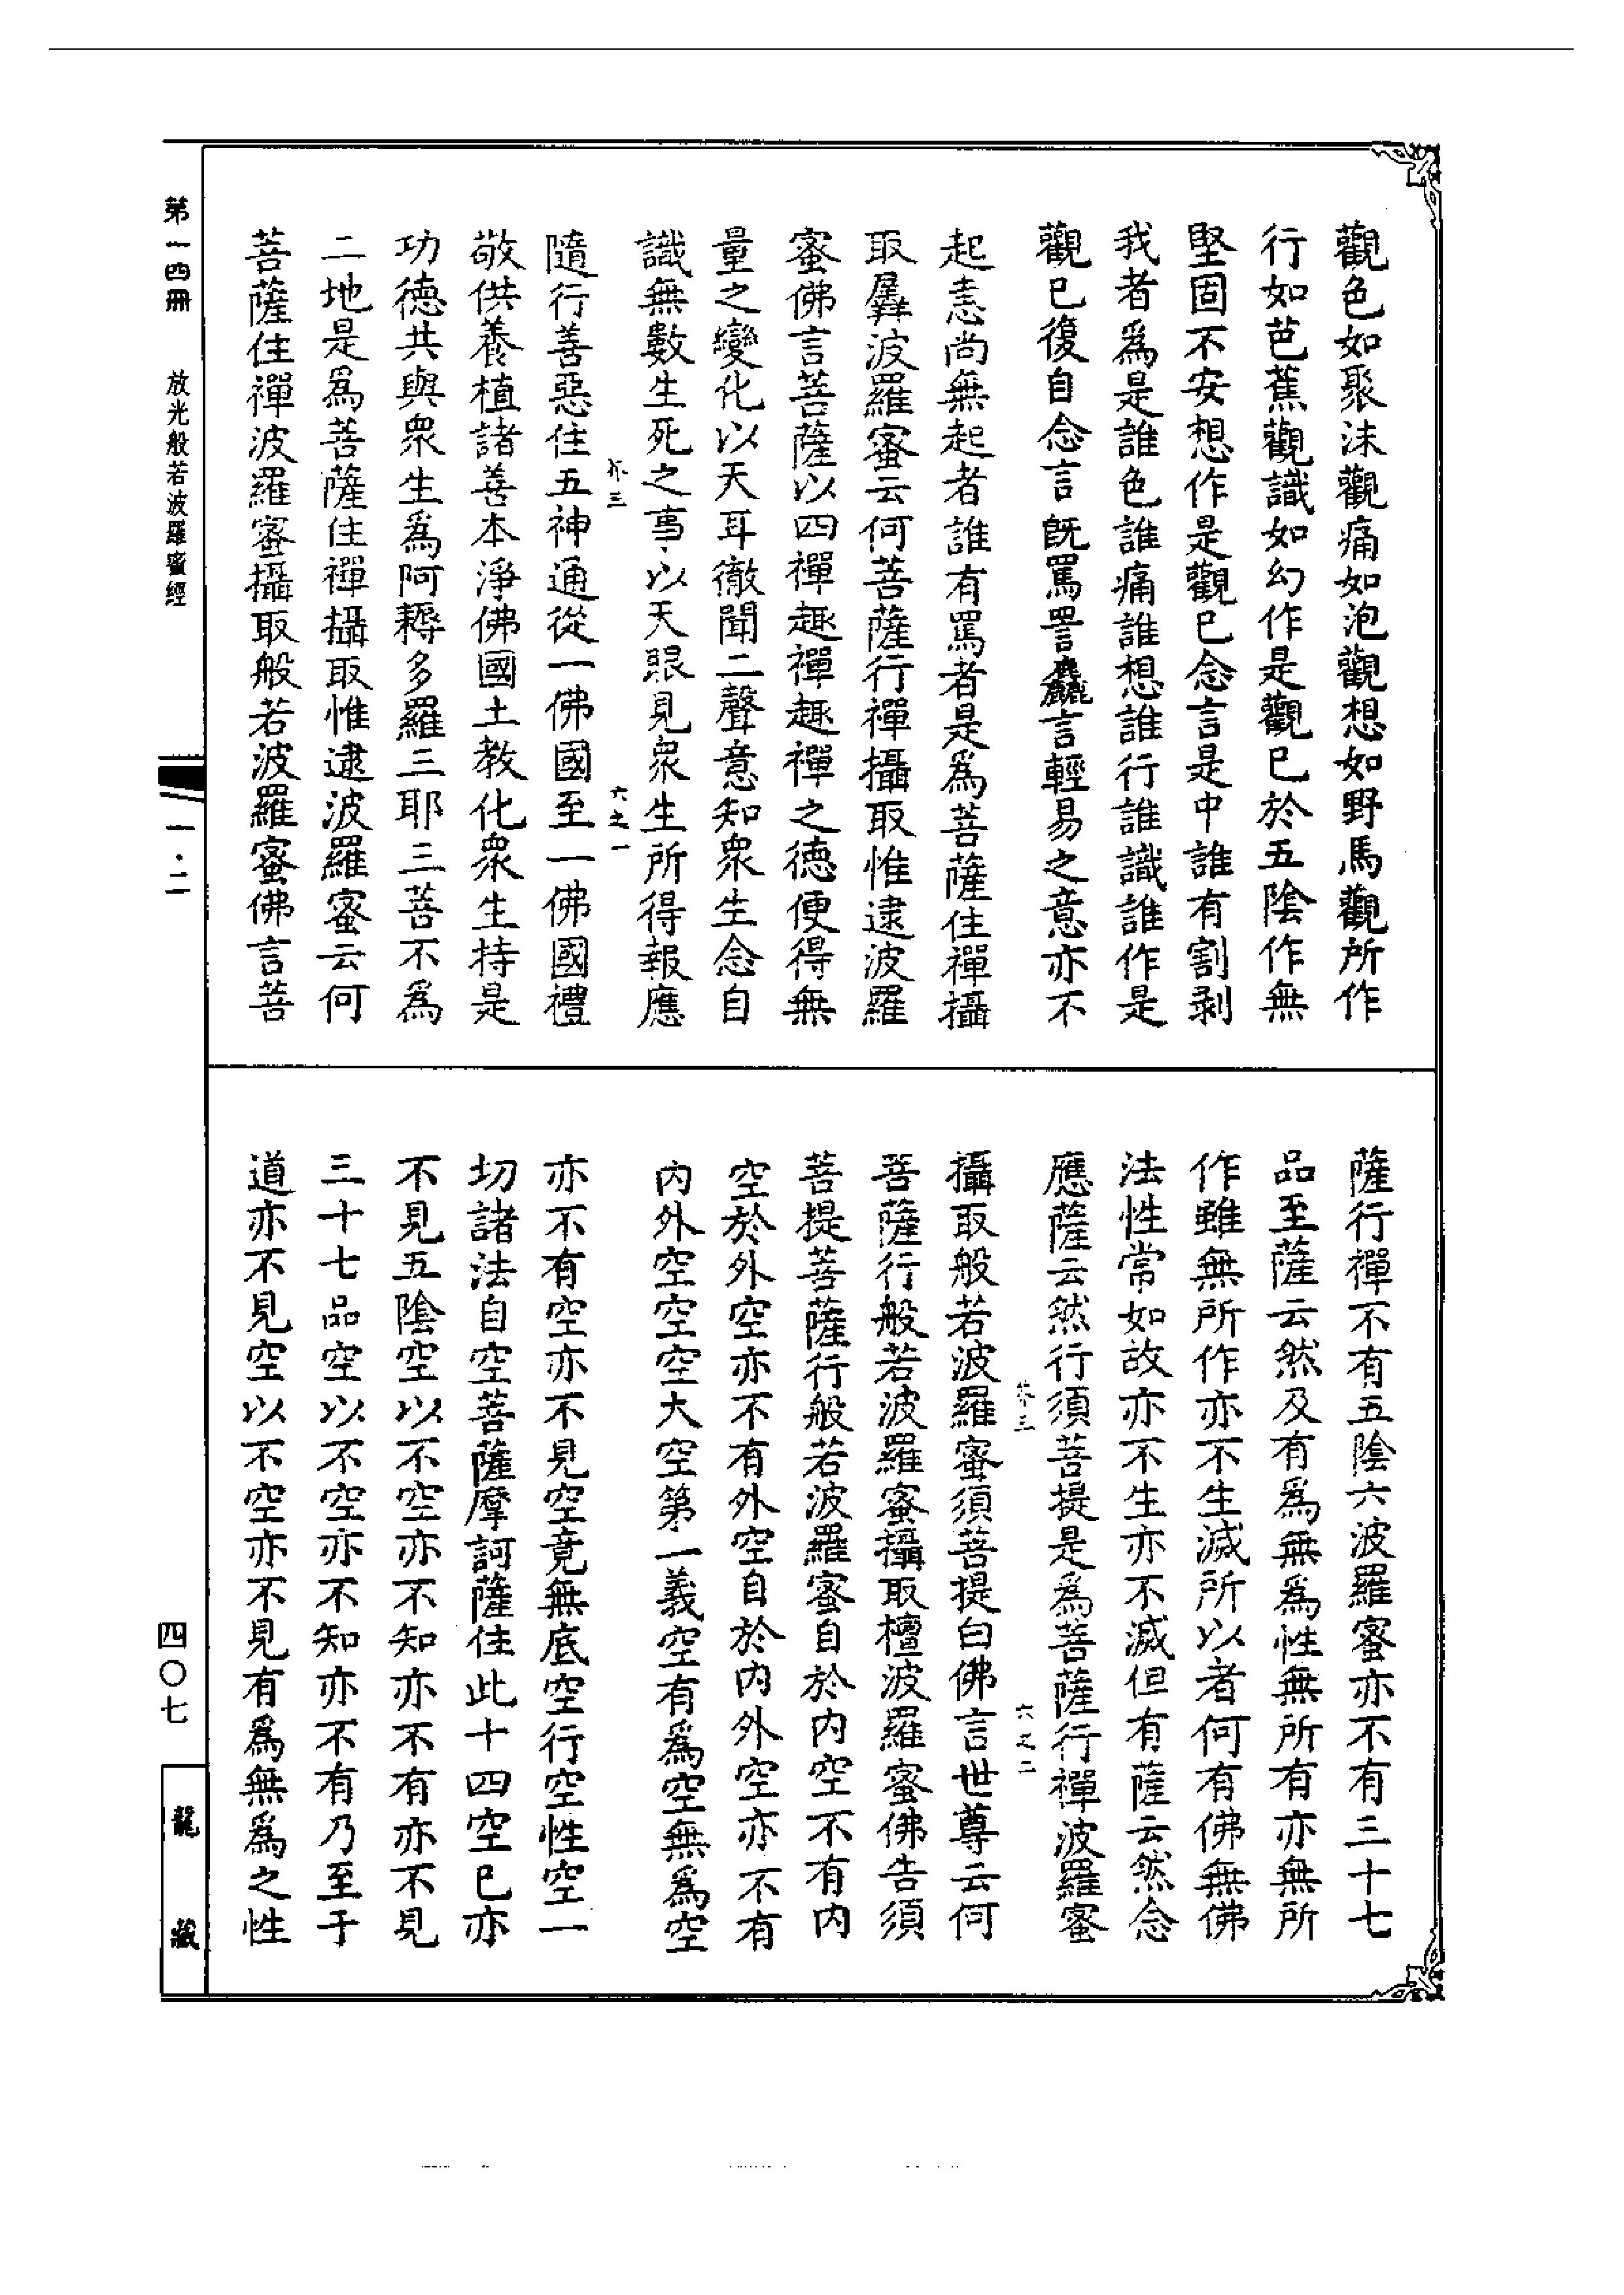 觀色如聚沫觀痛如泡觀想如野馬觀所作
行如芭蕉觀識如幻作是觀已於五陰作無
堅固不安想作是觀已念言是中誰有割剥
我者爲是誰色誰痛誰想誰行誰識誰作是
觀已復自念言既罵詈麤言輕易之意亦不
起恚尚無起者誰有罵者是爲菩薩住禪攝
取羼波羅蜜云何菩薩行禪攝取惟逮波羅
蜜佛言菩薩以四禪趣禪趣禪之德便得無
量之變化以天耳徹聞二聲意知衆生念自
識無數生死之事以天眼見衆生所得報應
芥三 六之一
隨行善惡住五神通從一佛國至一佛國禮
敬供養植諸善本淨佛國土教化衆生持是
功德共與衆生爲阿耨多羅三耶三菩不爲
二地是爲菩薩住禪攝取惟逮波羅蜜云何
菩薩住禪波羅蜜攝取般若波羅蜜佛言菩
薩行禪不有五陰六波羅蜜亦不有三十七
品至薩云然及有爲無爲性無所有亦無所
作雖無所作亦不生滅所以者何有佛無佛
法性常如故亦不生亦不滅但有薩云然念
應薩云然行須菩提是爲菩薩行禪波羅蜜
芥三 六之二
攝取般若波羅蜜須菩提白佛言世尊云何
菩薩行般若波羅蜜攝取檀波羅蜜佛告須
菩提菩薩行般若波羅蜜自於內空不有內
空於外空亦不有外空自於內外空亦不有
內外空空空大空第一義空有爲空無爲空
亦不有空亦不見空竟無底空行空性空一
切諸法自空菩薩摩訶薩住此十四空已亦
不見五陰空以不空亦不知亦不有亦不見
三十七品空以不空亦不知亦不有乃至于
道亦不見空以不空亦不見有爲無爲之性
第一四冊 放光般若波羅蜜經 一·二 四〇七 龍藏